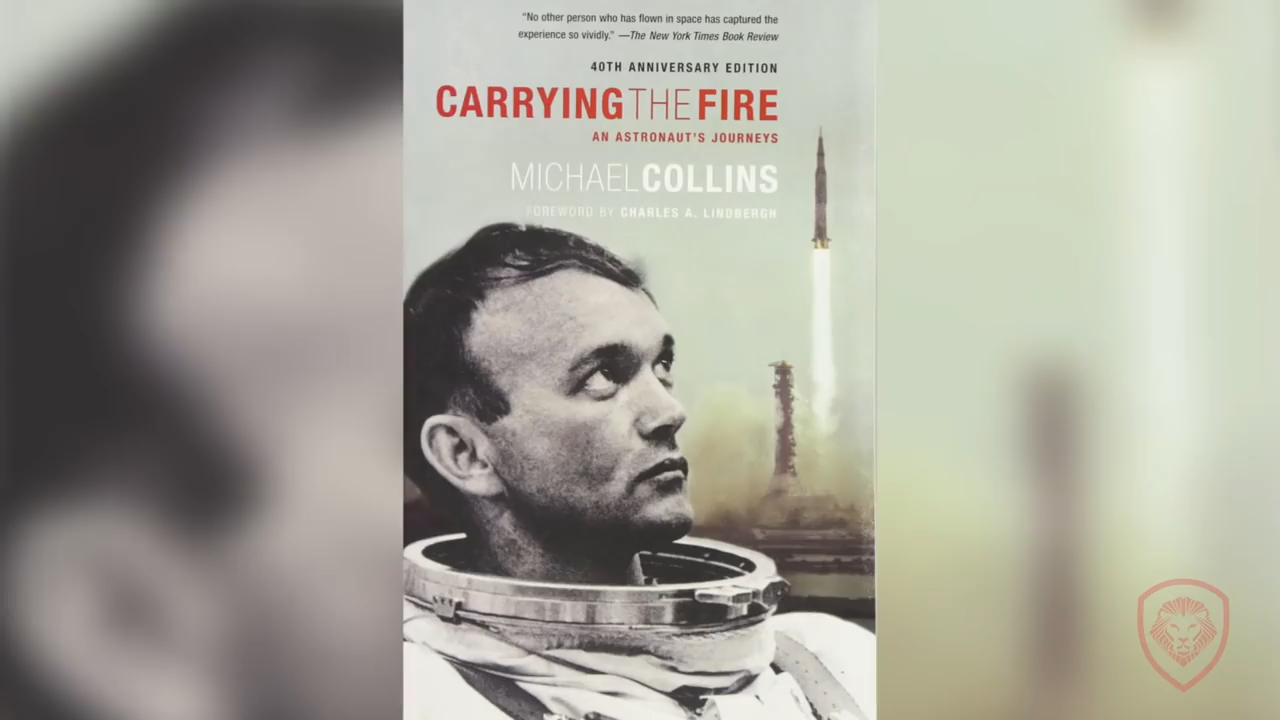 “No other person who has flown in space has captured the
experience so vividly.” —The New York Times Book Review
40TH ANNIVERSARY EDITION
CARRYING THE FIRE
AN ASTRONAUT'S JOURNEYS
MICHAEL COLLINS
FOREWORD BY CHARLES A. LINDBERGH